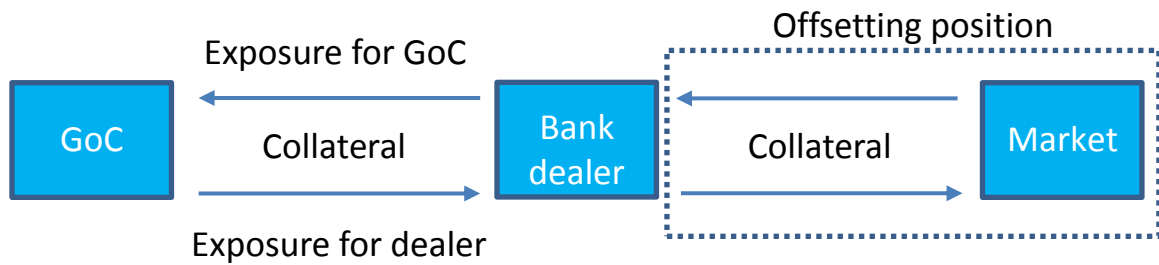 Offsetting position
Exposure for GoC
GoC
Collateral
Bank
dealer
Collateral
Market
Exposure for dealer